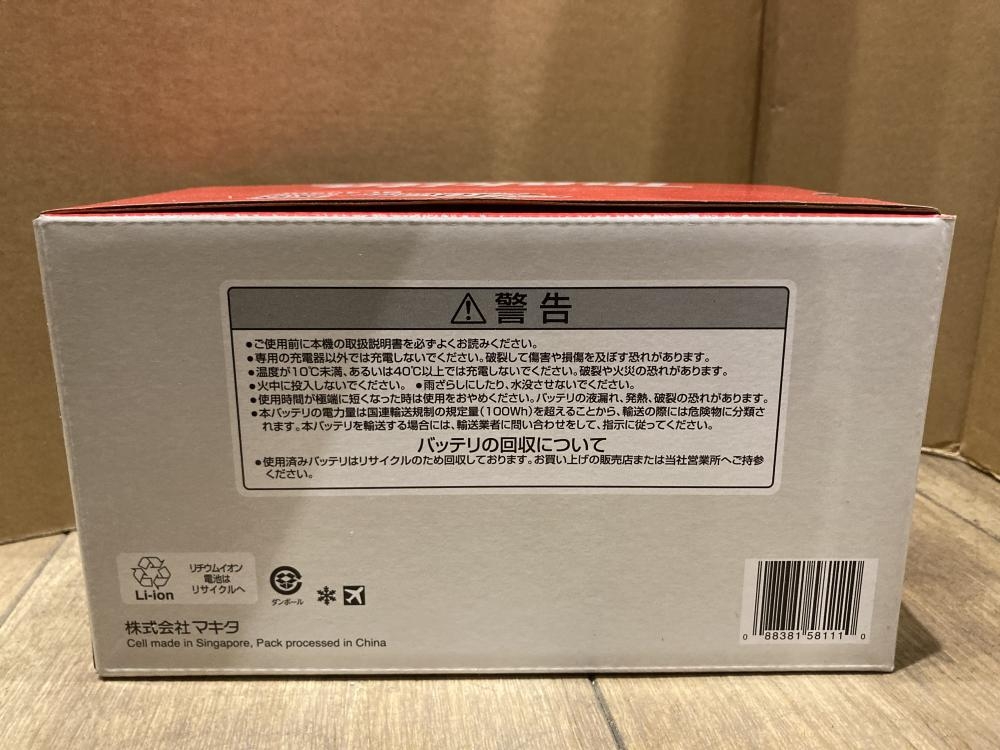 警告
●ご使用前に本機の取扱説明書を必ずよくお読みください。
●専用の充電器以外では充電しないでください。破裂して傷害や損傷を及ぼす恐れがあります。
●温度が10℃未満、あるいは40℃以上では充電しないでください。破裂や火災の恐れがあります。
●火中に投入しないでください。 ●雨ざらしにしたり、水没させないでください。
●使用時間が極端に短くなった時は使用をおやめください。バッテリの液漏れ、発熱、破裂の恐れがあります。
●本バッテリの電力量は国連輸送規制の規定量(100Wh)を超えることから、輸送の際には危険物に分類さ
れます。本バッテリを輸送する場合には、輸送業者に問い合わせをして、指示に従ってください。
バッテリの回収について
●使用済みバッテリはリサイクルのため回収しております。お買い上げの販売店または当社営業所へご持参
ください。
リチウムイオン
電池は
リサイクルへ
Li-ion
ダンボール
株式会社マキタ
Cell made in Singapore, Pack processed in China
0 88381 58111 0